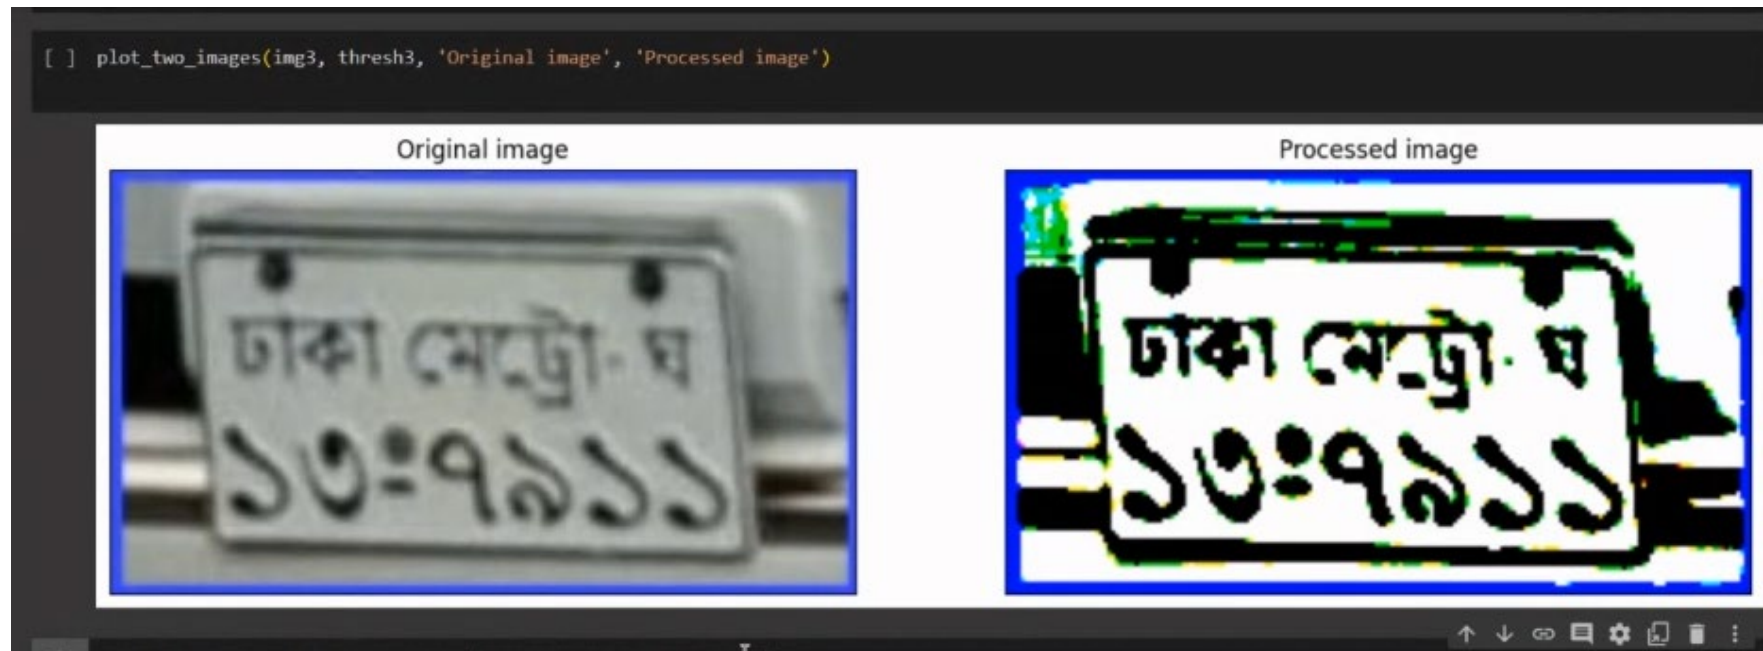 [ ] plot_two_images(img3, thresh3, 'Original image', 'Processed image')
Original image
Processed image
ঢাকা মেট্রো- ঘ
১৩ঃ৭৯১১
ঢাকা মেট্রো- ঘ
১৩ঃ৭৯১১